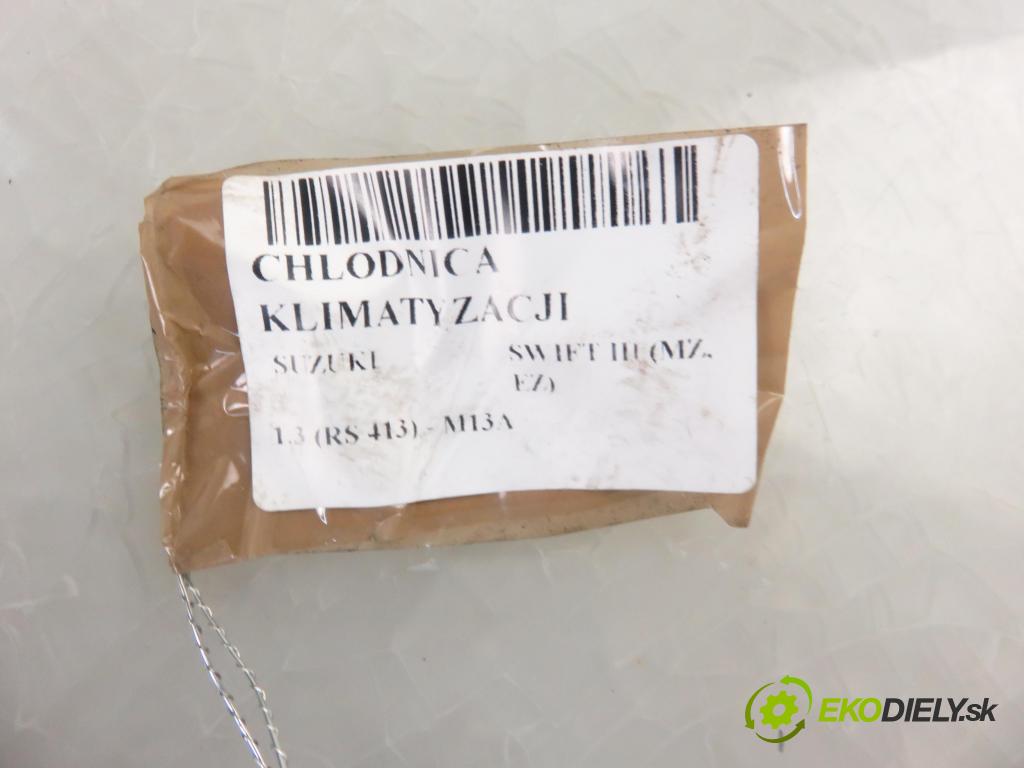 CHLODNICA
KLIMATYZACJI
SUZUKI SWIFT III (MZ,
EZ)
1.3 (RS 413) - M13A
EKODIELY.sk